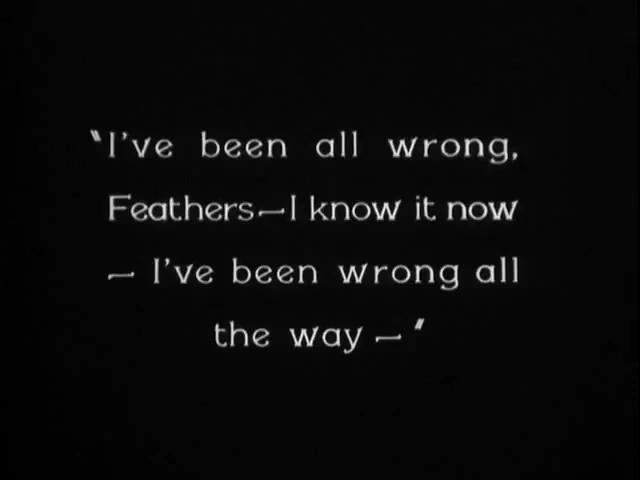 "I've been all wrong,
Feathers—I know it now
— I've been wrong all
the way — "